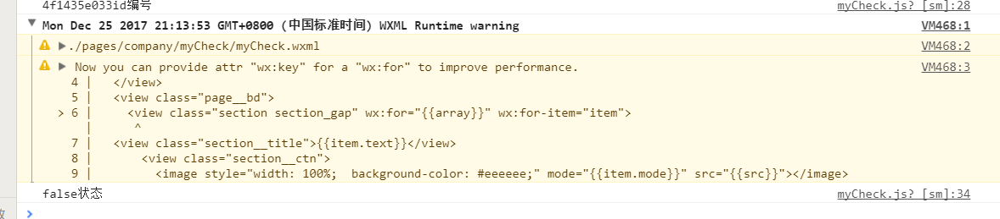 4f1435e033id编号 myCheck.js? [sm]:28
▼ Mon Dec 25 2017 21:13:53 GMT+0800 (中国标准时间) WXML Runtime warning VM468:1
▶./pages/company/myCheck/myCheck.wxml VM468:2
▶ Now you can provide attr "wx:key" for a "wx:for" to improve performance. VM468:3
4 | </view>
5 | <view class="page__bd">
> 6 | <view class="section section_gap" wx:for="{{array}}" wx:for-item="item">
| ^
7 | <view class="section__title">{{item.text}}</view>
8 | <view class="section__ctn">
9 | <image style="width: 100%; background-color: #eeeeee;" mode="{{item.mode}}" src="{{src}}"></image>
false状态 myCheck.js? [sm]:34
>